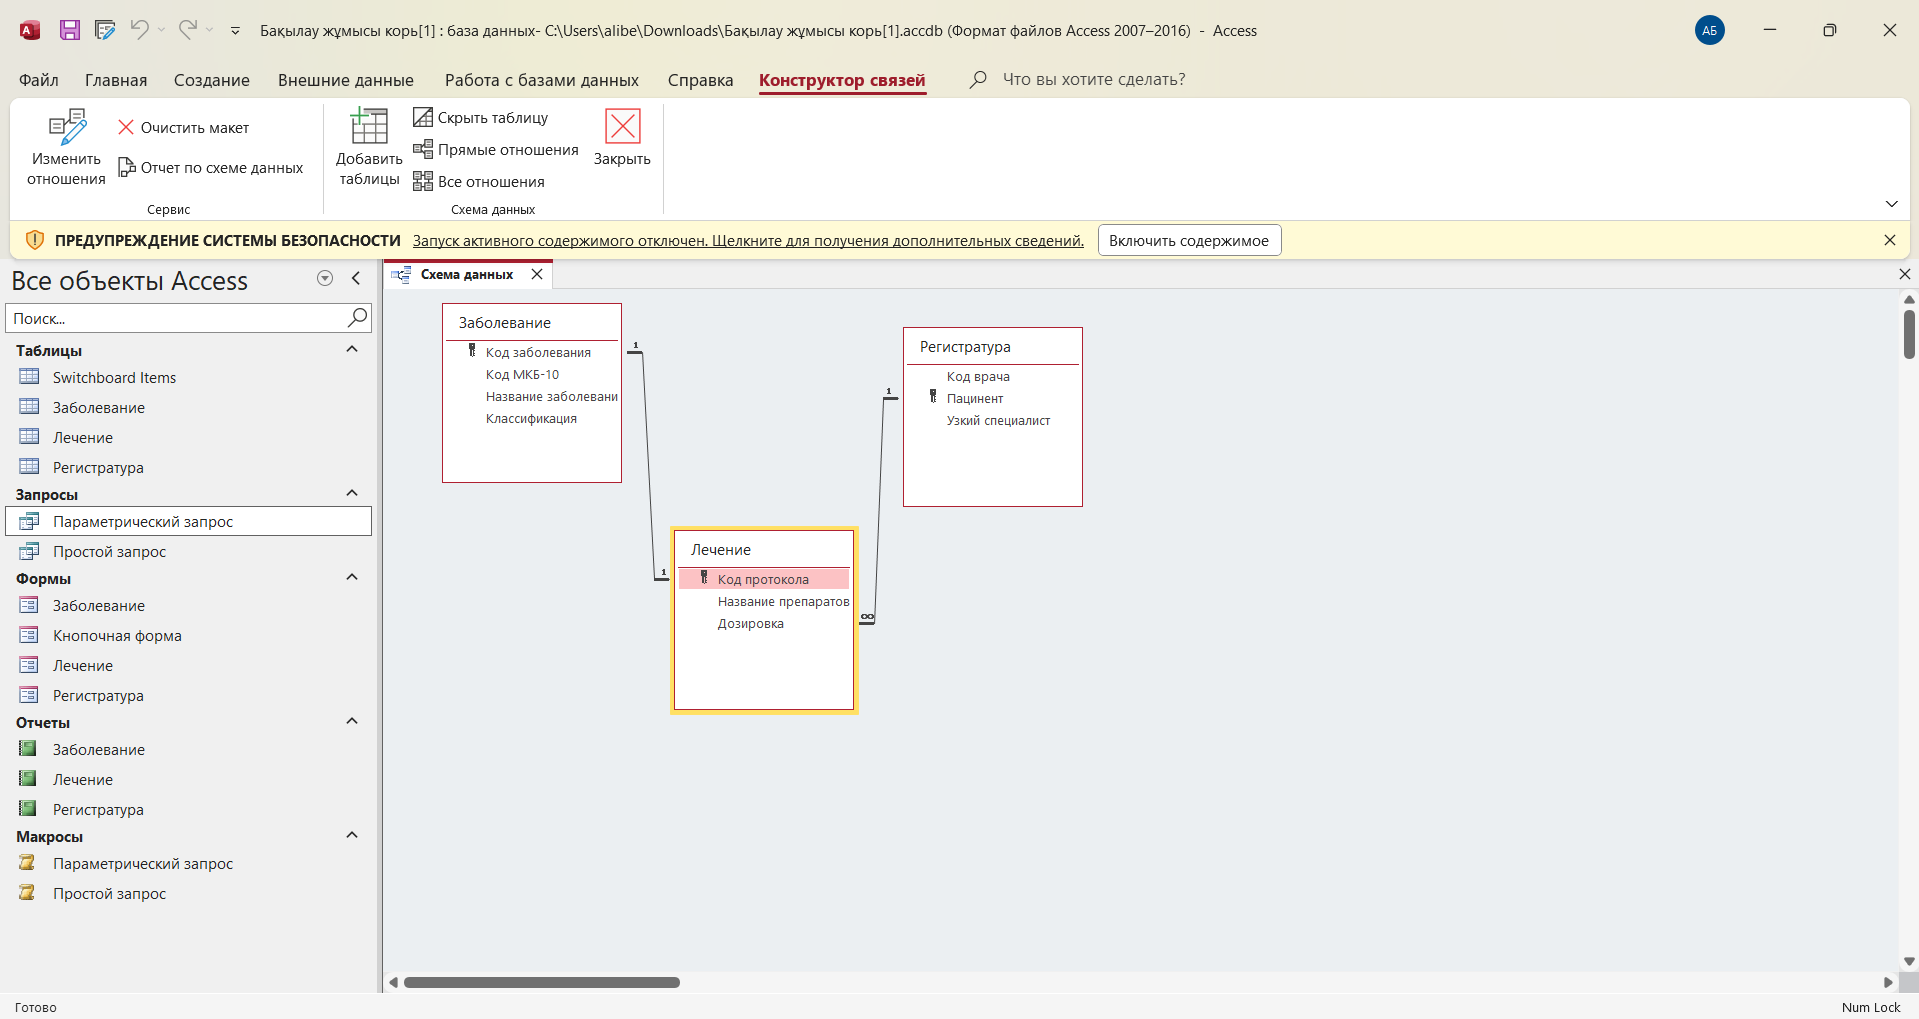 Бақылау жұмысы корь[1] : база данных- C:\Users\alibe\Downloads\Бақылау жұмысы корь[1].accdb (Формат файлов Access 2007–2016) - Access
АБ
Файл Главная Создание Внешние данные Работа с базами данных Справка Конструктор связей Что вы хотите сделать?
Изменить отношения
Очистить макет
Отчет по схеме данных
Сервис
Добавить таблицы
Скрыть таблицу
Прямые отношения
Все отношения
Закрыть
Схема данных
ПРЕДУПРЕЖДЕНИЕ СИСТЕМЫ БЕЗОПАСНОСТИ Запуск активного содержимого отключен. Щелкните для получения дополнительных сведений. Включить содержимое
Все объекты Access
Поиск...
Таблицы
Switchboard Items
Заболевание
Лечение
Регистратура
Запросы
Параметрический запрос
Простой запрос
Формы
Заболевание
Кнопочная форма
Лечение
Регистратура
Отчеты
Заболевание
Лечение
Регистратура
Макросы
Параметрический запрос
Простой запрос
Схема данных
Заболевание
Код заболевания
Код МКБ-10
Название заболевани
Классификация
1
1
Регистратура
Код врача
Пацинент
Узкий специалист
1
∞
Лечение
Код протокола
Название препаратов
Дозировка
Готово
Num Lock